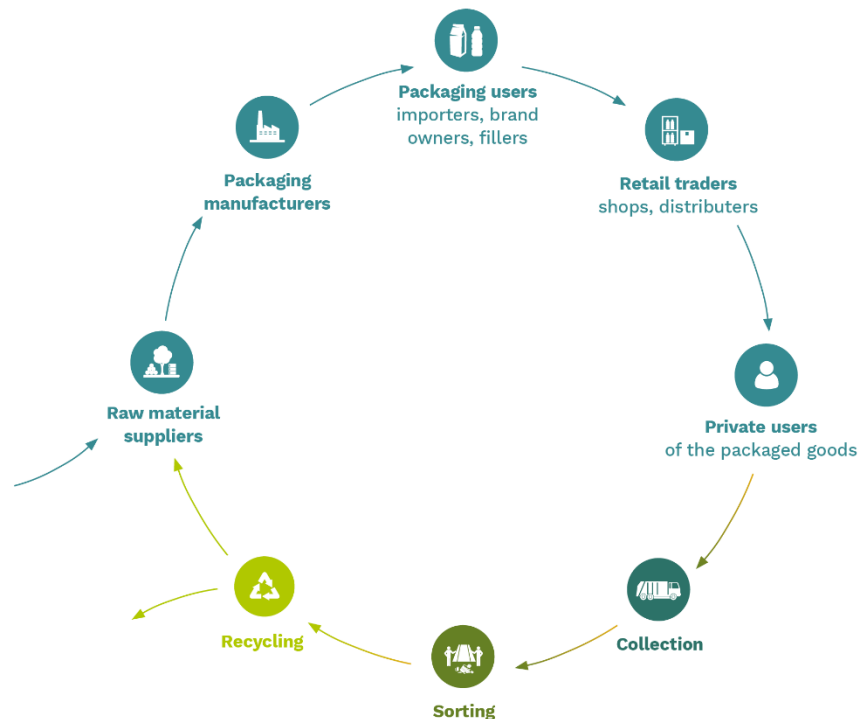 Packaging users
importers, brand
owners, fillers
Packaging
manufacturers
Retail traders
shops, distributers
Raw material
suppliers
Private users
of the packaged goods
Recycling
Collection
Sorting